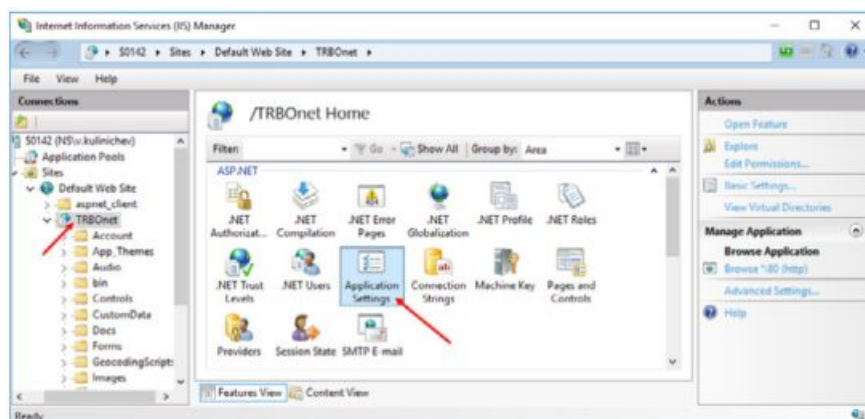 Internet Information Services (IIS) Manager
S0142 Sites Default Web Site TRBOnet
File View Help
Connections
S0142 (NS\v.kulinichev)
Application Pools
Sites
Default Web Site
aspnet_client
TRBOnet
Account
App_Themes
Audio
bin
Controls
CustomData
Docs
Forms
GeocodingScript
Images
/TRBOnet Home
Filter: Go Show All Group by: Area
ASP.NET
.NET Authorizat...
.NET Compilation
.NET Error Pages
.NET Globalization
.NET Profile
.NET Roles
.NET Trust Levels
.NET Users
Application Settings
Connection Strings
Machine Key
Pages and Controls
Providers
Session State
SMTP E-mail
Features View
Content View
Actions
Open Feature
Explore
Edit Permissions...
Basic Settings...
View Virtual Directories
Manage Application
Browse Application
Browse *:80 (http)
Advanced Settings...
Help
Ready